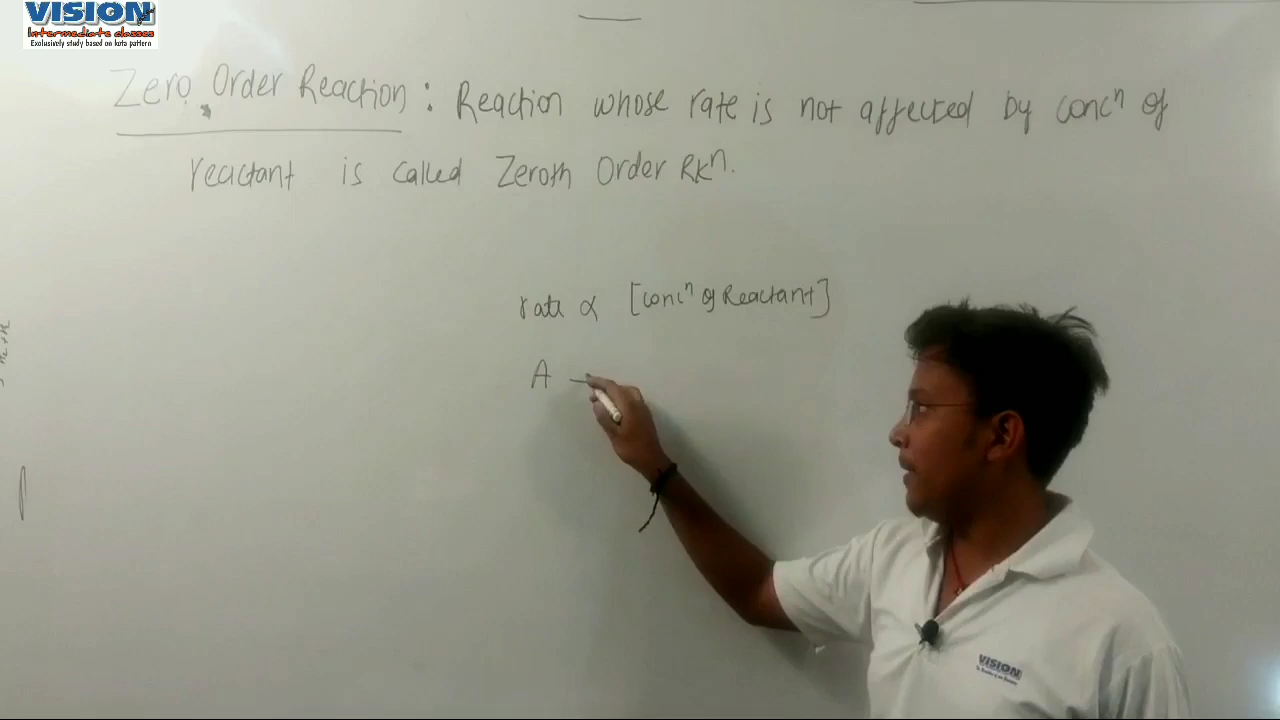 VISION
Intermediate classes
Exclusively study based on kota pattern
Zero Order Reaction : Reaction whose rate is not affected by concⁿ of
reactant is called Zeroth Order Rxⁿ.
rate ∝ [concⁿ of Reactant]
A —
VISION